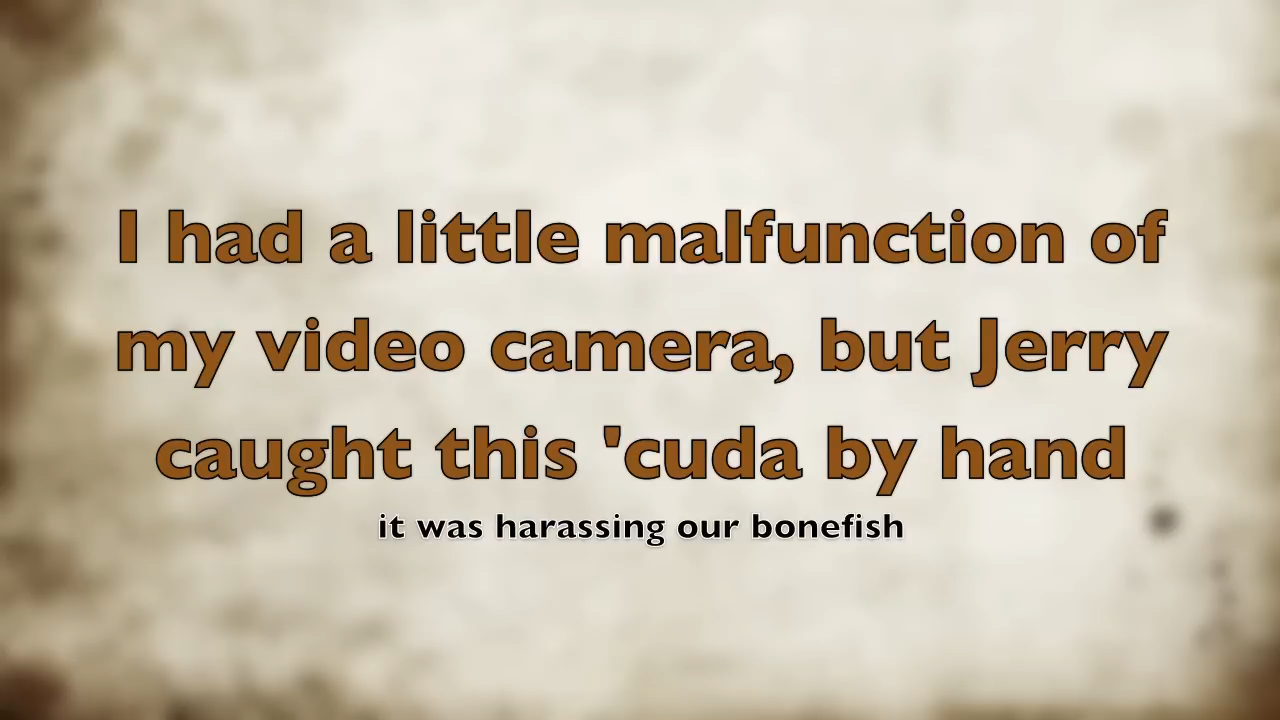 I had a little malfunction of
my video camera, but Jerry
caught this 'cuda by hand
it was harassing our bonefish